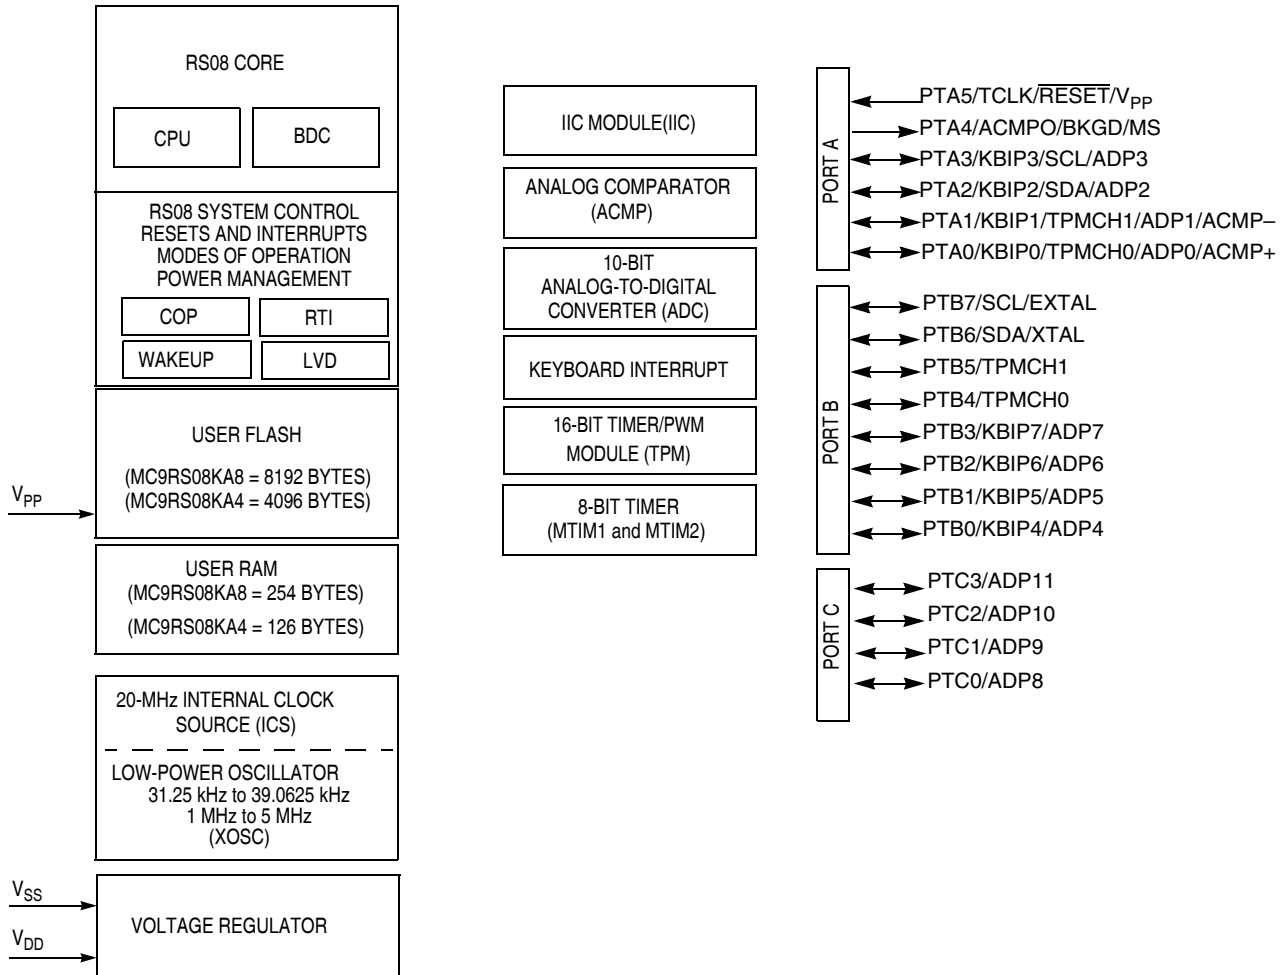 RS08 CORE
CPU
BDC
RS08 SYSTEM CONTROL
RESETS AND INTERRUPTS
MODES OF OPERATION
POWER MANAGEMENT
COP
RTI
WAKEUP
LVD
USER FLASH
(MC9RS08KA8 = 8192 BYTES)
(MC9RS08KA4 = 4096 BYTES)
VPP
USER RAM
(MC9RS08KA8 = 254 BYTES)
(MC9RS08KA4 = 126 BYTES)
20-MHz INTERNAL CLOCK
SOURCE (ICS)
LOW-POWER OSCILLATOR
31.25 kHz to 39.0625 kHz
1 MHz to 5 MHz
(XOSC)
VSS
VDD
VOLTAGE REGULATOR
IIC MODULE(IIC)
ANALOG COMPARATOR
(ACMP)
10-BIT
ANALOG-TO-DIGITAL
CONVERTER (ADC)
KEYBOARD INTERRUPT
16-BIT TIMER/PWM
MODULE (TPM)
8-BIT TIMER
(MTIM1 and MTIM2)
PORT A
PTA5/TCLK/RESET/VPP
PTA4/ACMPO/BKGD/MS
PTA3/KBIP3/SCL/ADP3
PTA2/KBIP2/SDA/ADP2
PTA1/KBIP1/TPMCH1/ADP1/ACMP–
PTA0/KBIP0/TPMCH0/ADP0/ACMP+
PORT B
PTB7/SCL/EXTAL
PTB6/SDA/XTAL
PTB5/TPMCH1
PTB4/TPMCH0
PTB3/KBIP7/ADP7
PTB2/KBIP6/ADP6
PTB1/KBIP5/ADP5
PTB0/KBIP4/ADP4
PORT C
PTC3/ADP11
PTC2/ADP10
PTC1/ADP9
PTC0/ADP8